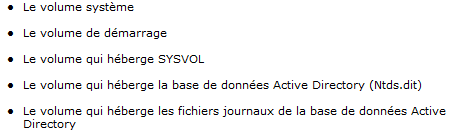 • Le volume système
• Le volume de démarrage
• Le volume qui héberge SYSVOL
• Le volume qui héberge la base de données Active Directory (Ntds.dit)
• Le volume qui héberge les fichiers journaux de la base de données Active
Directory